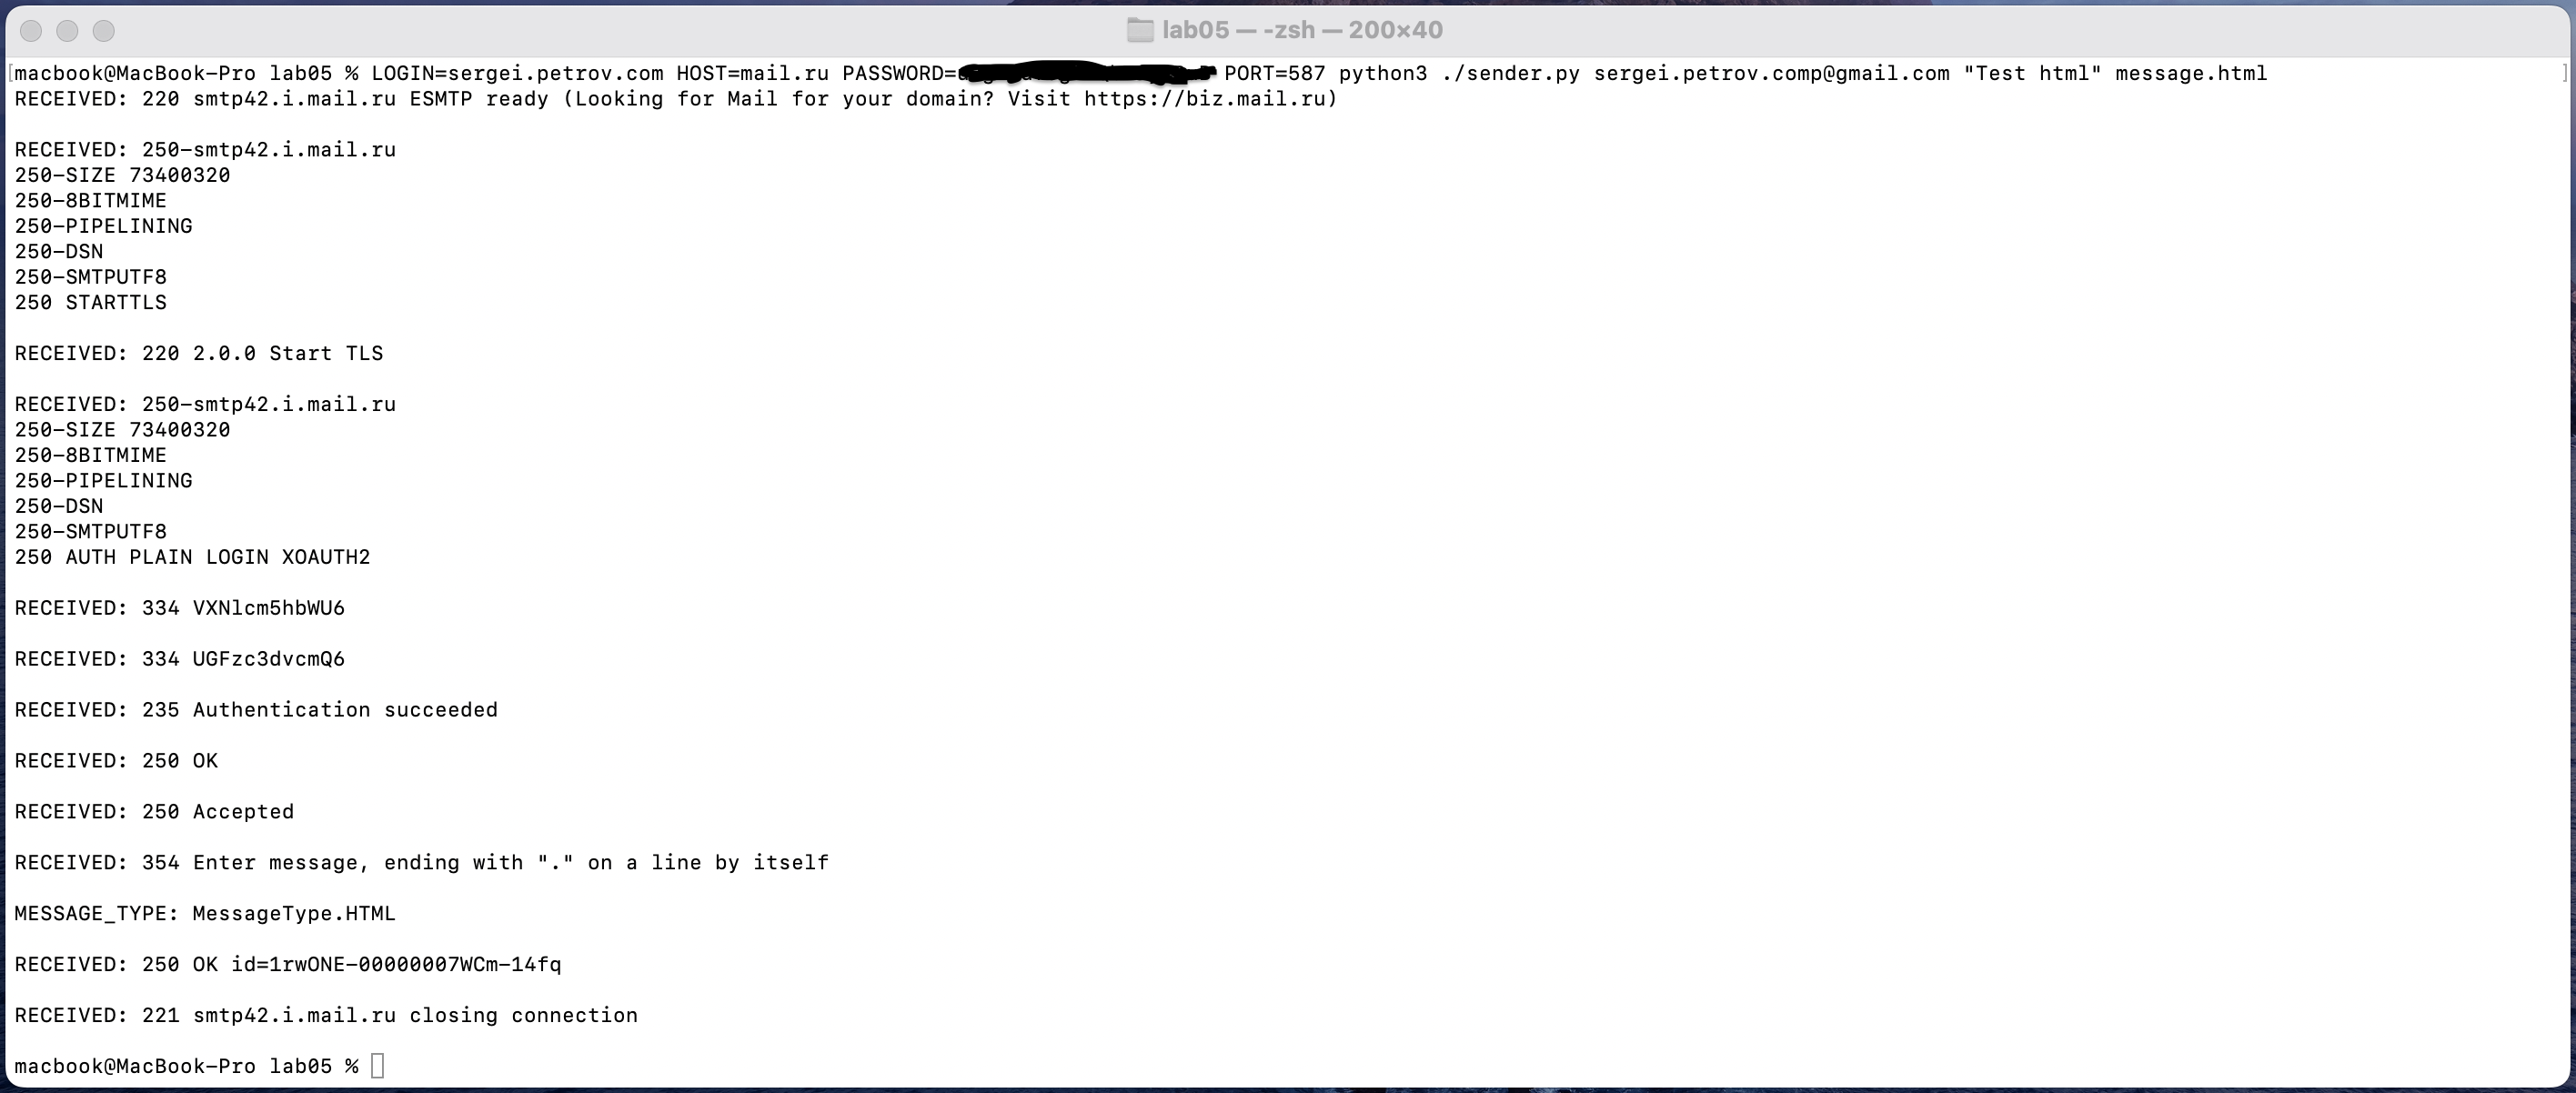 lab05 — -zsh — 200×40
macbook@MacBook-Pro lab05 % LOGIN=sergei.petrov.com HOST=mail.ru PASSWORD= PORT=587 python3 ./sender.py sergei.petrov.comp@gmail.com "Test html" message.html
RECEIVED: 220 smtp42.i.mail.ru ESMTP ready (Looking for Mail for your domain? Visit https://biz.mail.ru)
RECEIVED: 250-smtp42.i.mail.ru
250-SIZE 73400320
250-8BITMIME
250-PIPELINING
250-DSN
250-SMTPUTF8
250 STARTTLS
RECEIVED: 220 2.0.0 Start TLS
RECEIVED: 250-smtp42.i.mail.ru
250-SIZE 73400320
250-8BITMIME
250-PIPELINING
250-DSN
250-SMTPUTF8
250 AUTH PLAIN LOGIN XOAUTH2
RECEIVED: 334 VXNlcm5hbWU6
RECEIVED: 334 UGFzc3dvcmQ6
RECEIVED: 235 Authentication succeeded
RECEIVED: 250 OK
RECEIVED: 250 Accepted
RECEIVED: 354 Enter message, ending with "." on a line by itself
MESSAGE_TYPE: MessageType.HTML
RECEIVED: 250 OK id=1rwONE-00000007WCm-14fq
RECEIVED: 221 smtp42.i.mail.ru closing connection
macbook@MacBook-Pro lab05 %